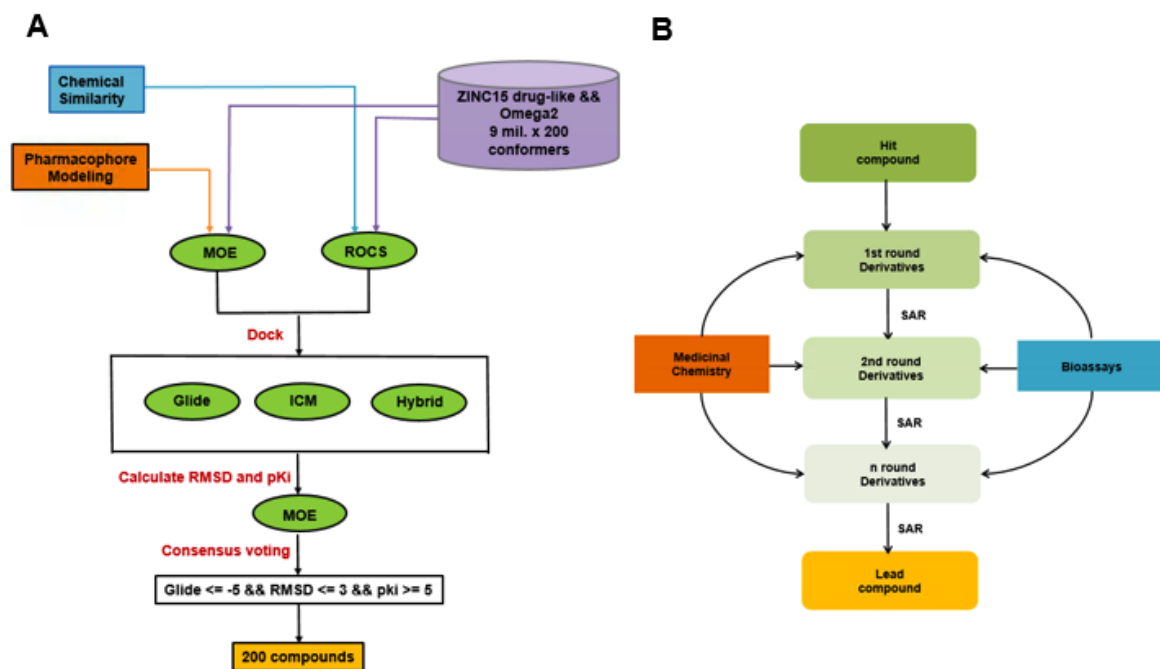 A
Chemical
Similarity
ZINC15 drug-like &&
Omega2
9 mil. x 200
conformers
Pharmacophore
Modeling
MOE
ROCS
Dock
Glide
ICM
Hybrid
Calculate RMSD and pKi
MOE
Consensus voting
Glide <= -5 && RMSD <= 3 && pki >= 5
200 compounds
B
Hit
compound
1st round
Derivatives
SAR
Medicinal
Chemistry
2nd round
Derivatives
Bioassays
SAR
n round
Derivatives
SAR
Lead
compound